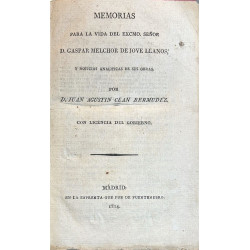 MEMORIAS
PARA LA VIDA DEL EXCMO. SEÑOR
D. GASPAR MELCHOR DE JOVE LLANOS,
Y NOTICIAS ANALITICAS DE SUS OBRAS.
POR
D. JUAN AGUSTIN CEAN BERMUDEZ.
CON LICENCIA DEL GOBIERNO.
MADRID:
EN LA IMPRENTA QUE FUE DE FUENTENEBRO.
1814.